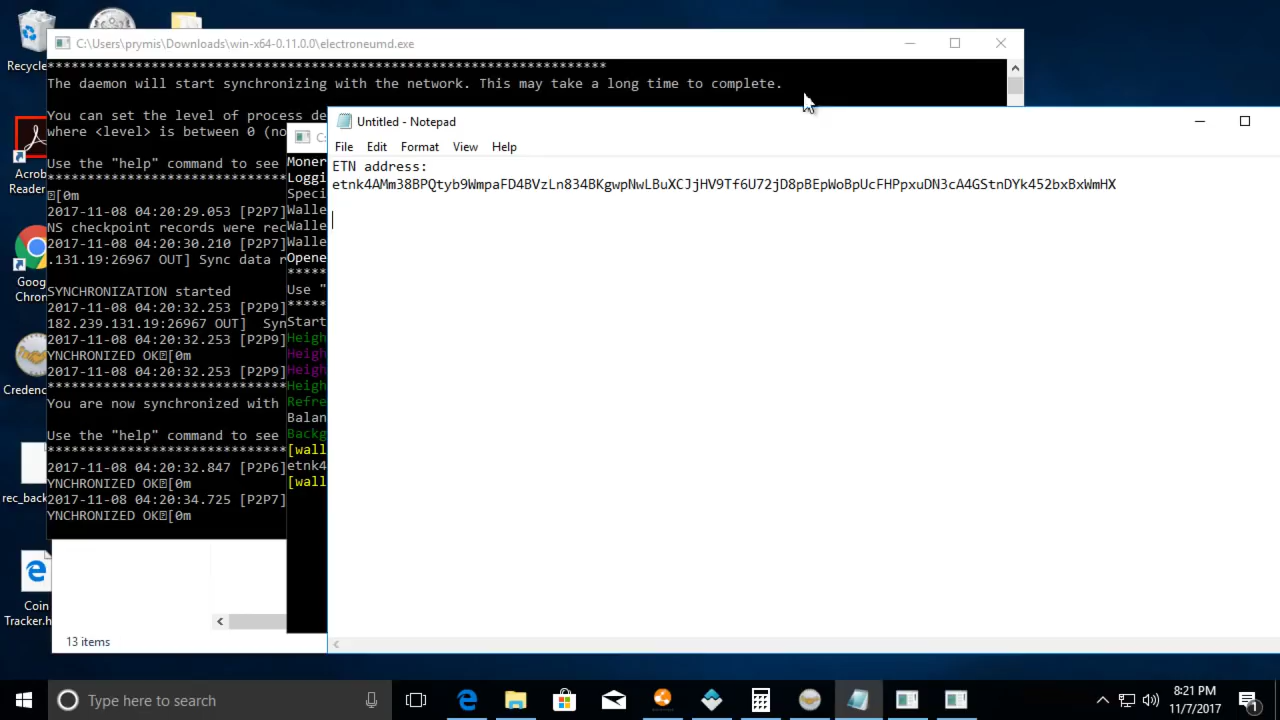 Recycle
Acrob
Reader
Goog
Chron
Credenc
rec_back
Coin
Tracker.h
C:\Users\prymis\Downloads\win-x64-0.11.0.0\electroneumd.exe
*********************************************************************
The daemon will start synchronizing with the network. This may take a long time to complete.
You can set the level of process de
where <level> is between 0 (no
Use the "help" command to see
*******************************
[0m
2017-11-08 04:20:29.053 [P2P7]
NS checkpoint records were rec
2017-11-08 04:20:30.210 [P2P7]
.131.19:26967 OUT] Sync data r
SYNCHRONIZATION started
2017-11-08 04:20:32.253 [P2P9]
182.239.131.19:26967 OUT]  Syn
2017-11-08 04:20:32.253 [P2P9]
YNCHRONIZED OK[0m
2017-11-08 04:20:32.253 [P2P9]
*******************************
You are now synchronized with
Use the "help" command to see
*******************************
2017-11-08 04:20:32.847 [P2P6]
YNCHRONIZED OK[0m
2017-11-08 04:20:34.725 [P2P7]
YNCHRONIZED OK[0m
13 items
C:
Moner
Loggi
Speci
Walle
Walle
Walle
Opene
*****
Use "
*****
Start
Heigh
Heigh
Heigh
Heigh
Refre
Balan
Backg
[wall
etnk4
[wall
Untitled - Notepad
File Edit Format View Help
ETN address:
etnk4AMm38BPQtyb9WmpaFD4BVzLn834BKgwpNwLBuXCJjHV9Tf6U72jD8pBEpWoBpUcFHPpxuDN3cA4GStnDYk452bxBxWmHX
Type here to search
8:21 PM
11/7/2017
1